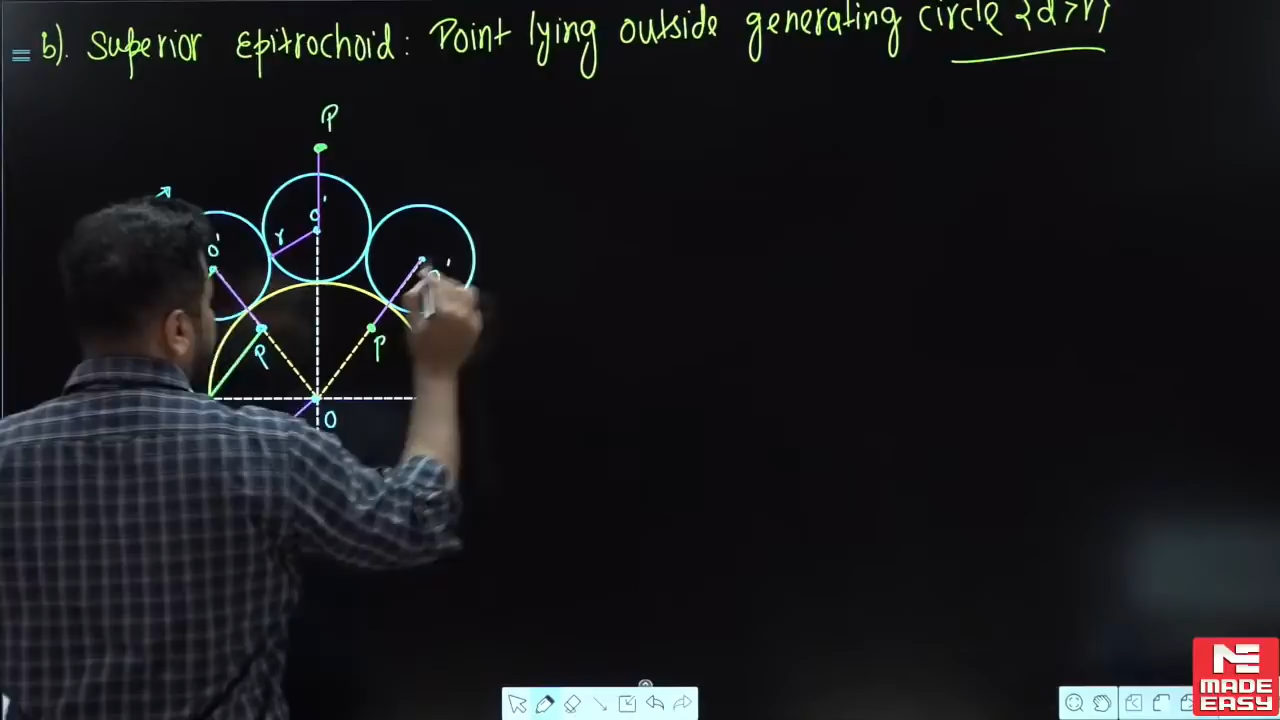 b). Superior Epitrochoid: Point lying outside generating circle {d>r}
P
O'
r
O'
O'
P
P
O
MADE
EASY